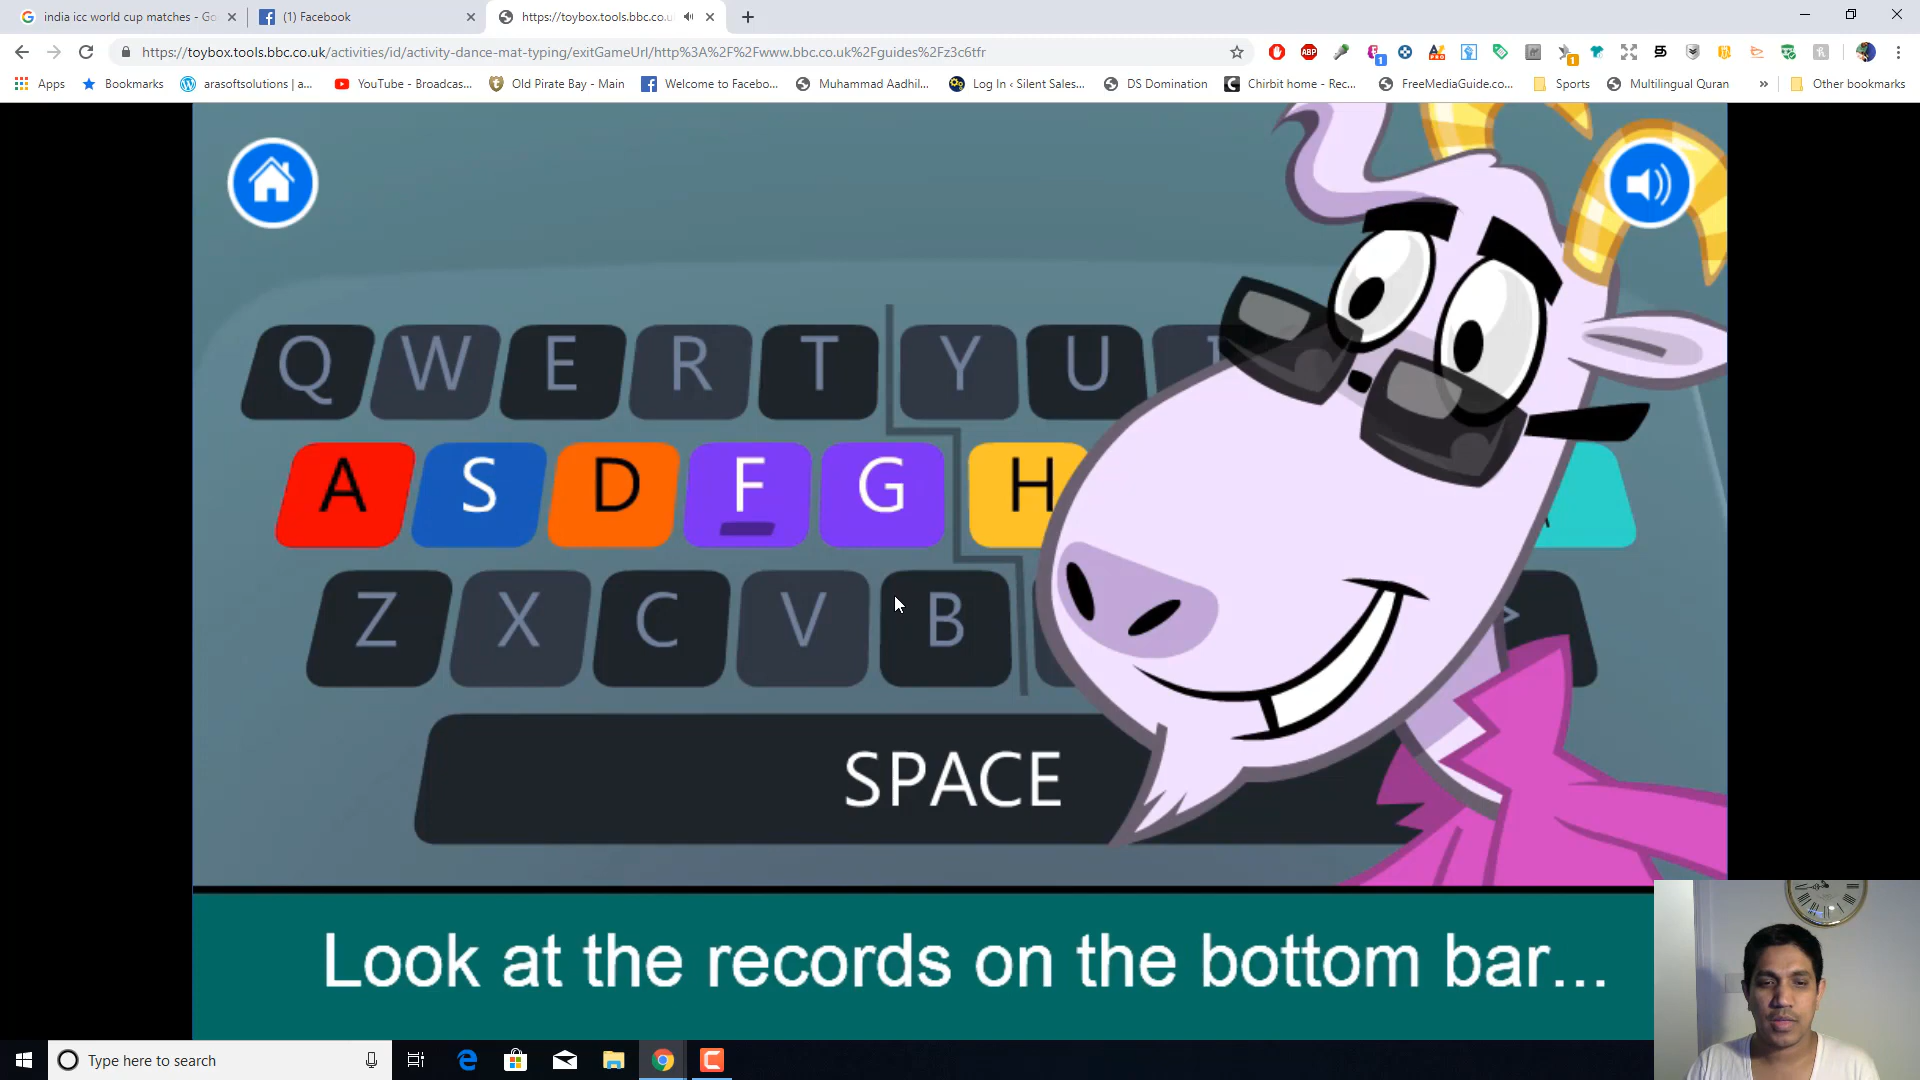 india icc world cup matches - Go
(1) Facebook
https://toybox.tools.bbc.co.u
https://toybox.tools.bbc.co.uk/activities/id/activity-dance-mat-typing/exitGameUrl/http%3A%2F%2Fwww.bbc.co.uk%2Fguides%2Fz3c6tfr
Apps
Bookmarks
arasoftsolutions | a...
YouTube - Broadcas...
Old Pirate Bay - Main
Welcome to Facebo...
Muhammad Aadhil...
Log In ‹ Silent Sales...
DS Domination
Chirbit home - Rec...
FreeMediaGuide.co...
Sports
Multilingual Quran
»
Other bookmarks
Q W E R T Y U I
A S D F G H
Z X C V B >
SPACE
Look at the records on the bottom bar...
Type here to search